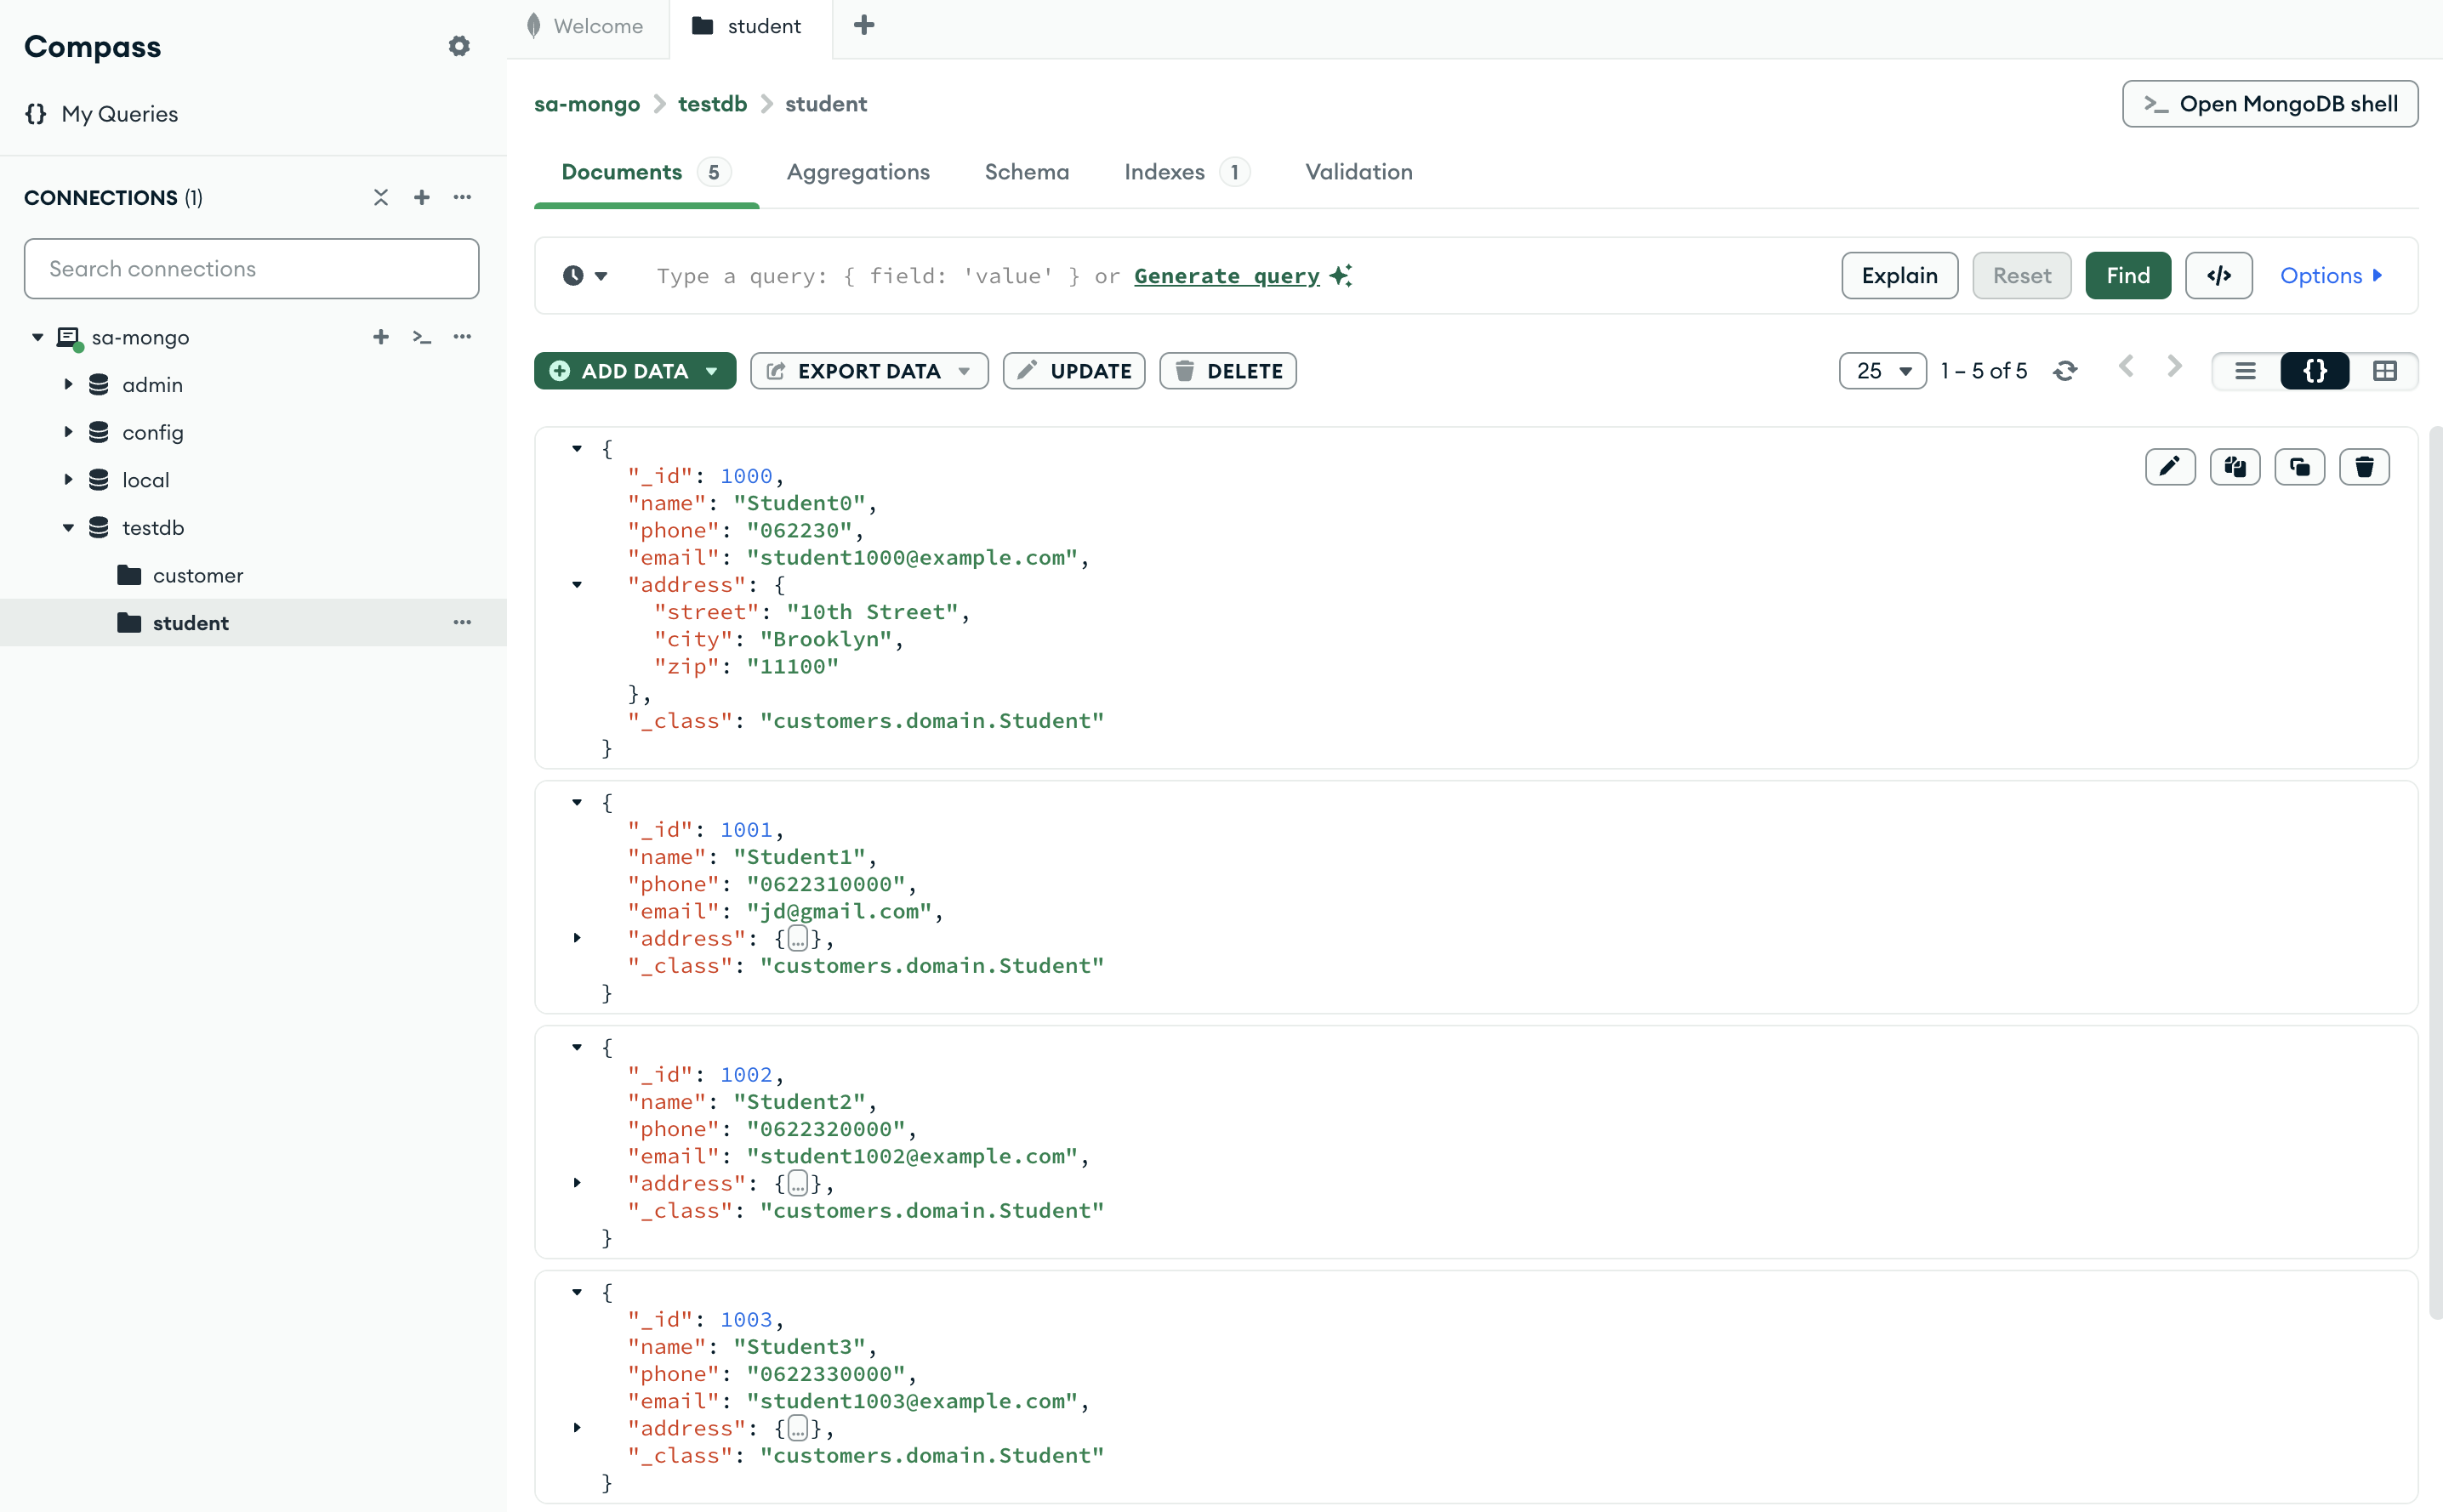 Compass
{} My Queries
CONNECTIONS (1)
Search connections
sa-mongo
admin
config
local
testdb
customer
student
Welcome
student
sa-mongo > testdb > student
>_ Open MongoDB shell
Documents 5
Aggregations
Schema
Indexes 1
Validation
Type a query: { field: 'value' } or Generate query
Explain
Reset
Find
</>
Options
ADD DATA
EXPORT DATA
UPDATE
DELETE
25
1 – 5 of 5
{}
{
"_id": 1000,
"name": "Student0",
"phone": "062230",
"email": "student1000@example.com",
"address": {
"street": "10th Street",
"city": "Brooklyn",
"zip": "11100"
},
"_class": "customers.domain.Student"
}
{
"_id": 1001,
"name": "Student1",
"phone": "0622310000",
"email": "jd@gmail.com",
"address": {…},
"_class": "customers.domain.Student"
}
{
"_id": 1002,
"name": "Student2",
"phone": "0622320000",
"email": "student1002@example.com",
"address": {…},
"_class": "customers.domain.Student"
}
{
"_id": 1003,
"name": "Student3",
"phone": "0622330000",
"email": "student1003@example.com",
"address": {…},
"_class": "customers.domain.Student"
}